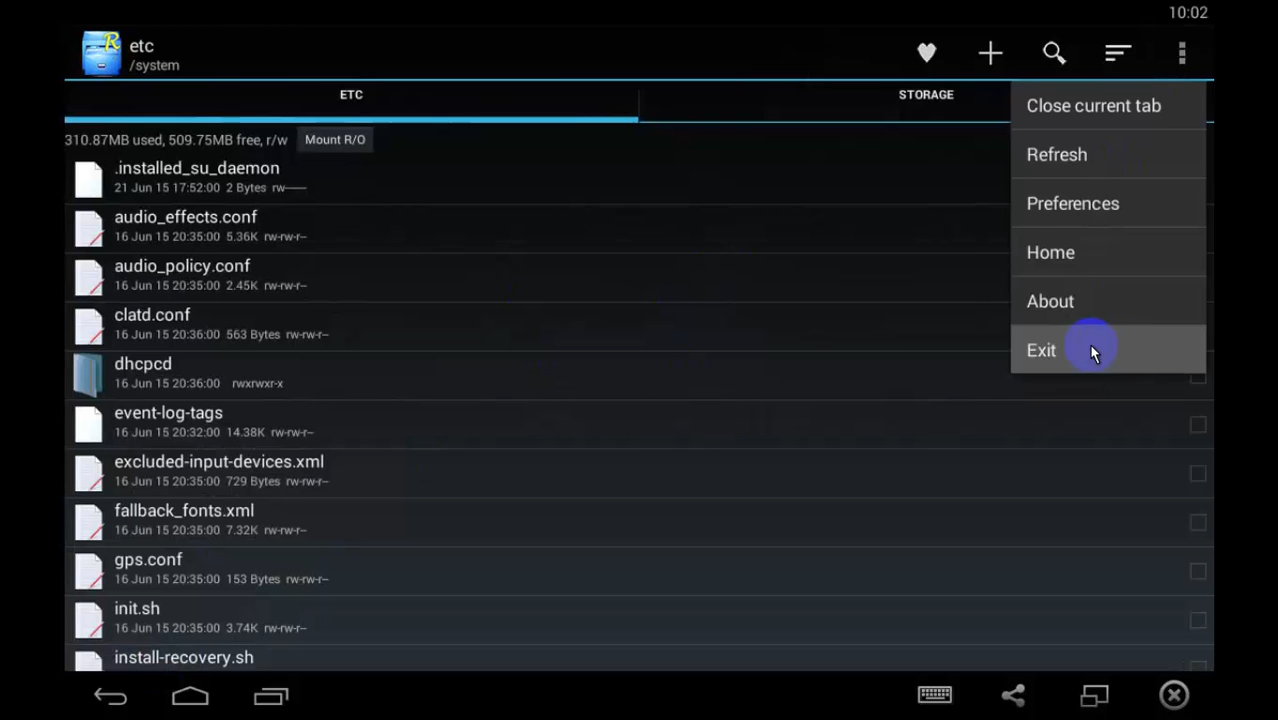 10:02
etc
/system
ETC
STORAGE
310.87MB used, 509.75MB free, r/w
Mount R/O
.installed_su_daemon
21 Jun 15 17:52:00 2 Bytes rw-------
audio_effects.conf
16 Jun 15 20:35:00 5.36K rw-rw-r--
audio_policy.conf
16 Jun 15 20:35:00 2.45K rw-rw-r--
clatd.conf
16 Jun 15 20:36:00 563 Bytes rw-rw-r--
dhcpcd
16 Jun 15 20:36:00 rwxrwxr-x
event-log-tags
16 Jun 15 20:32:00 14.38K rw-rw-r--
excluded-input-devices.xml
16 Jun 15 20:35:00 729 Bytes rw-rw-r--
fallback_fonts.xml
16 Jun 15 20:35:00 7.32K rw-rw-r--
gps.conf
16 Jun 15 20:35:00 153 Bytes rw-rw-r--
init.sh
16 Jun 15 20:35:00 3.74K rw-rw-r--
install-recovery.sh
Close current tab
Refresh
Preferences
Home
About
Exit